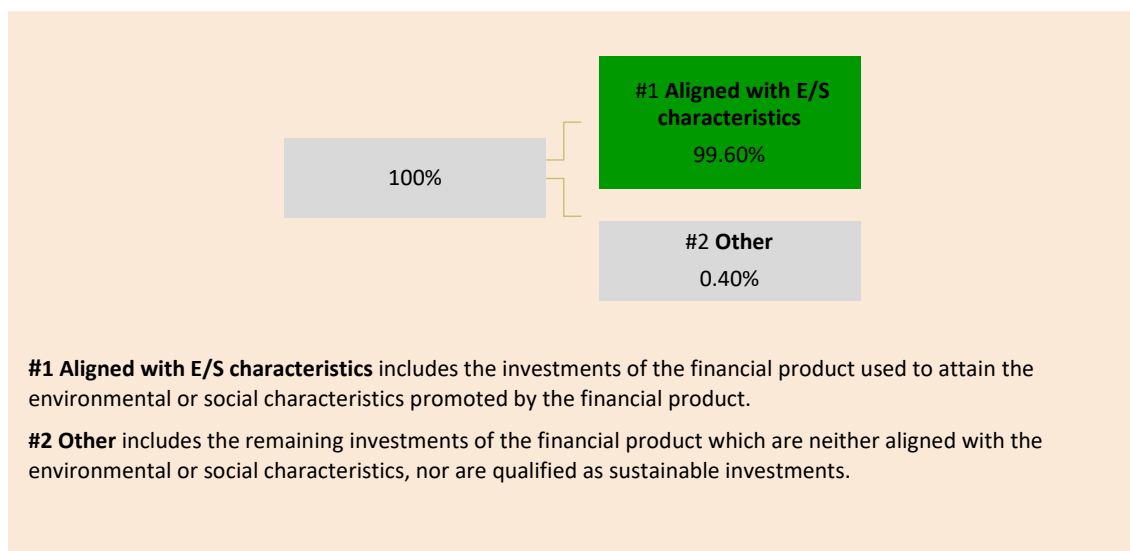 #1 Aligned with E/S
characteristics
99.60%
100%
#2 Other
0.40%
#1 Aligned with E/S characteristics includes the investments of the financial product used to attain the
environmental or social characteristics promoted by the financial product.
#2 Other includes the remaining investments of the financial product which are neither aligned with the
environmental or social characteristics, nor are qualified as sustainable investments.